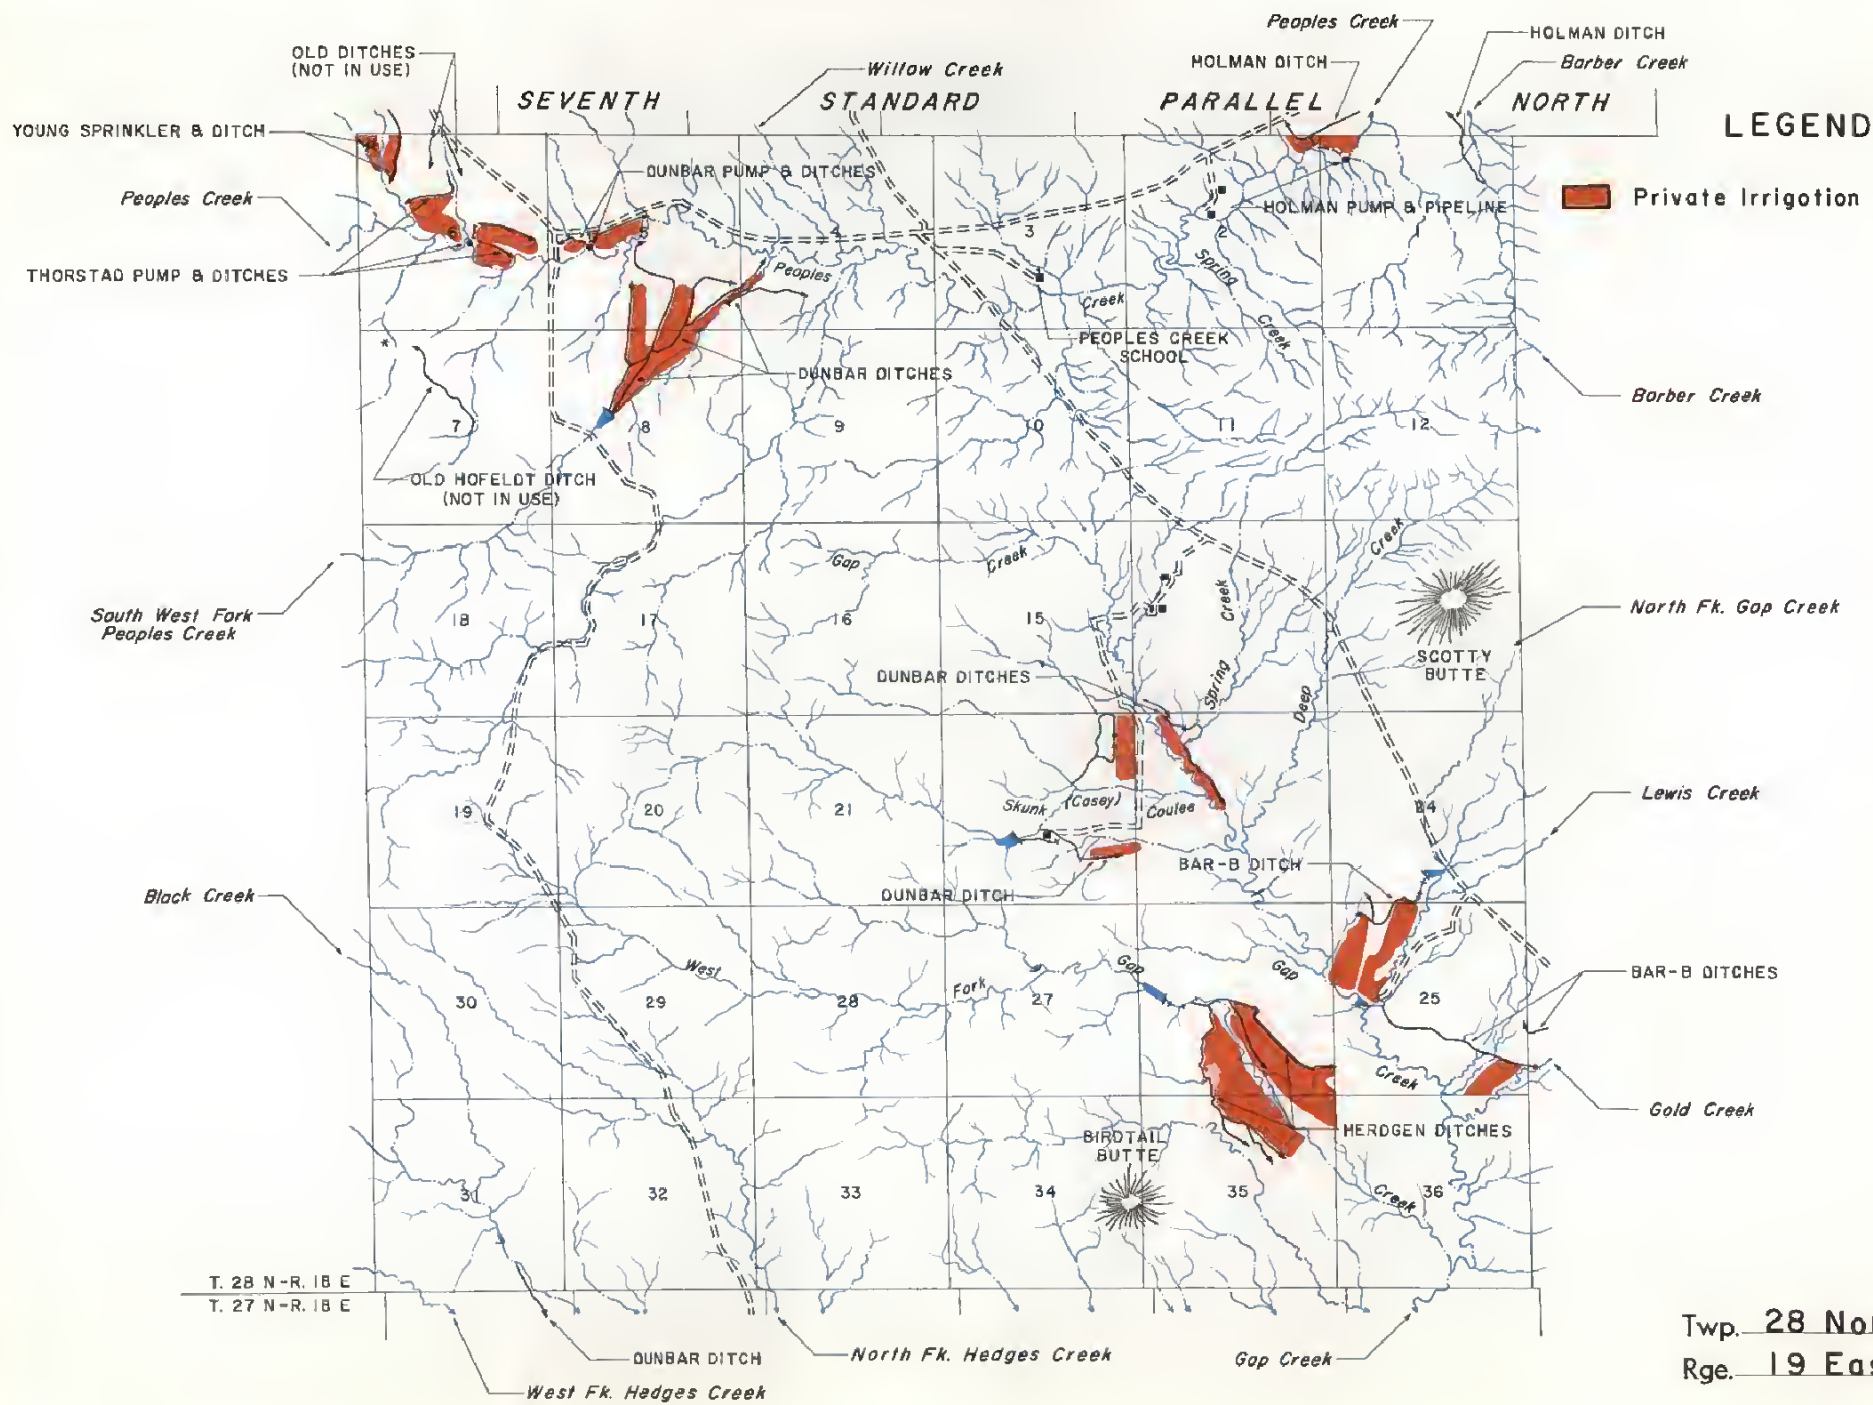 Peoples Creek
HOLMAN DITCH
OLD DITCHES
(NOT IN USE)
Willow Creek
HOLMAN DITCH
Barber Creek
SEVENTH STANDARD PARALLEL NORTH
LEGEND
YOUNG SPRINKLER & DITCH
DUNBAR PUMP & DITCHES
Private Irrigation
Peoples Creek
HOLMAN PUMP & PIPELINE
6 5 4 3 2
THORSTAD PUMP & DITCHES
Peoples
Creek
Spring
Creek
PEOPLES CREEK
SCHOOL
*
DUNBAR DITCHES
Barber Creek
7 8 9 10 11 12
OLD HOFELDT DITCH
(NOT IN USE)
Gap Creek
Creek
South West Fork
Peoples Creek
North Fk. Gap Creek
18 17 16 15
Creek
SCOTTY
BUTTE
DUNBAR DITCHES
Spring
Deep
Skunk (Casey) Coulee
Lewis Creek
19 20 21 24
BAR-B DITCH
Black Creek
DUNBAR DITCH
West Fork Gap
Gap
BAR-B DITCHES
30 29 28 27 25
Creek
Gold Creek
HERDGEN DITCHES
BIRDTAIL
BUTTE
2
31 32 33 34 35 36
Creek
T. 28 N-R. 18 E
T. 27 N-R. 18 E
DUNBAR DITCH
North Fk. Hedges Creek
Gap Creek
West Fk. Hedges Creek
Twp. 28 Nor
Rge. 19 Eas